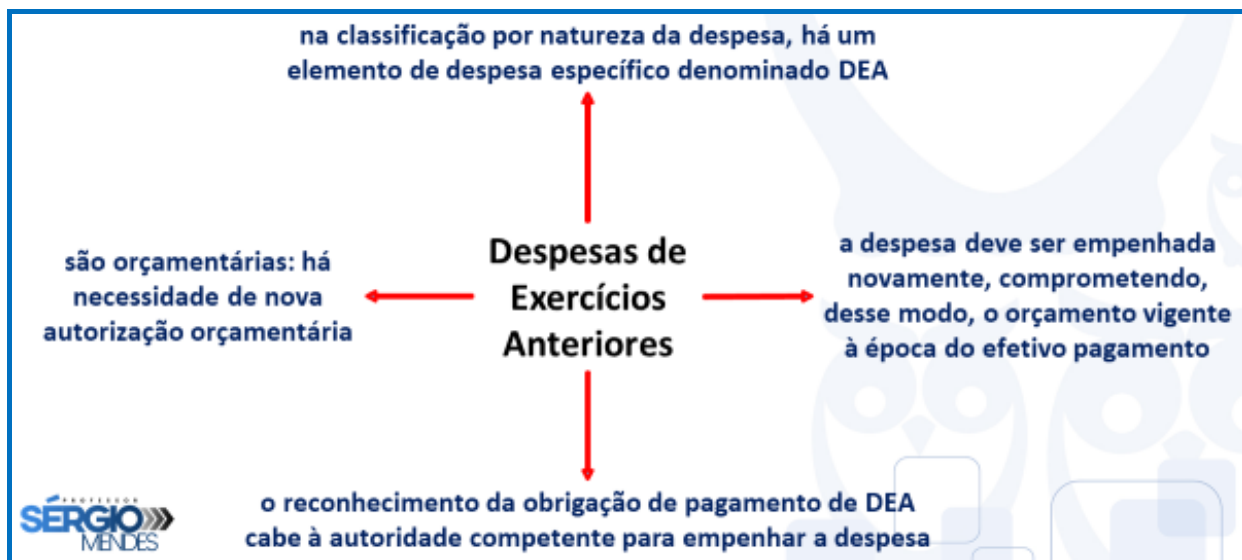 na classificação por natureza da despesa, há um
elemento de despesa específico denominado DEA
são orçamentárias: há
necessidade de nova
autorização orçamentária
Despesas de
Exercícios
Anteriores
a despesa deve ser empenhada
novamente, comprometendo,
desse modo, o orçamento vigente
à época do efetivo pagamento
o reconhecimento da obrigação de pagamento de DEA
cabe à autoridade competente para empenhar a despesa
PROFESSOR
SÉRGIO
MENDES